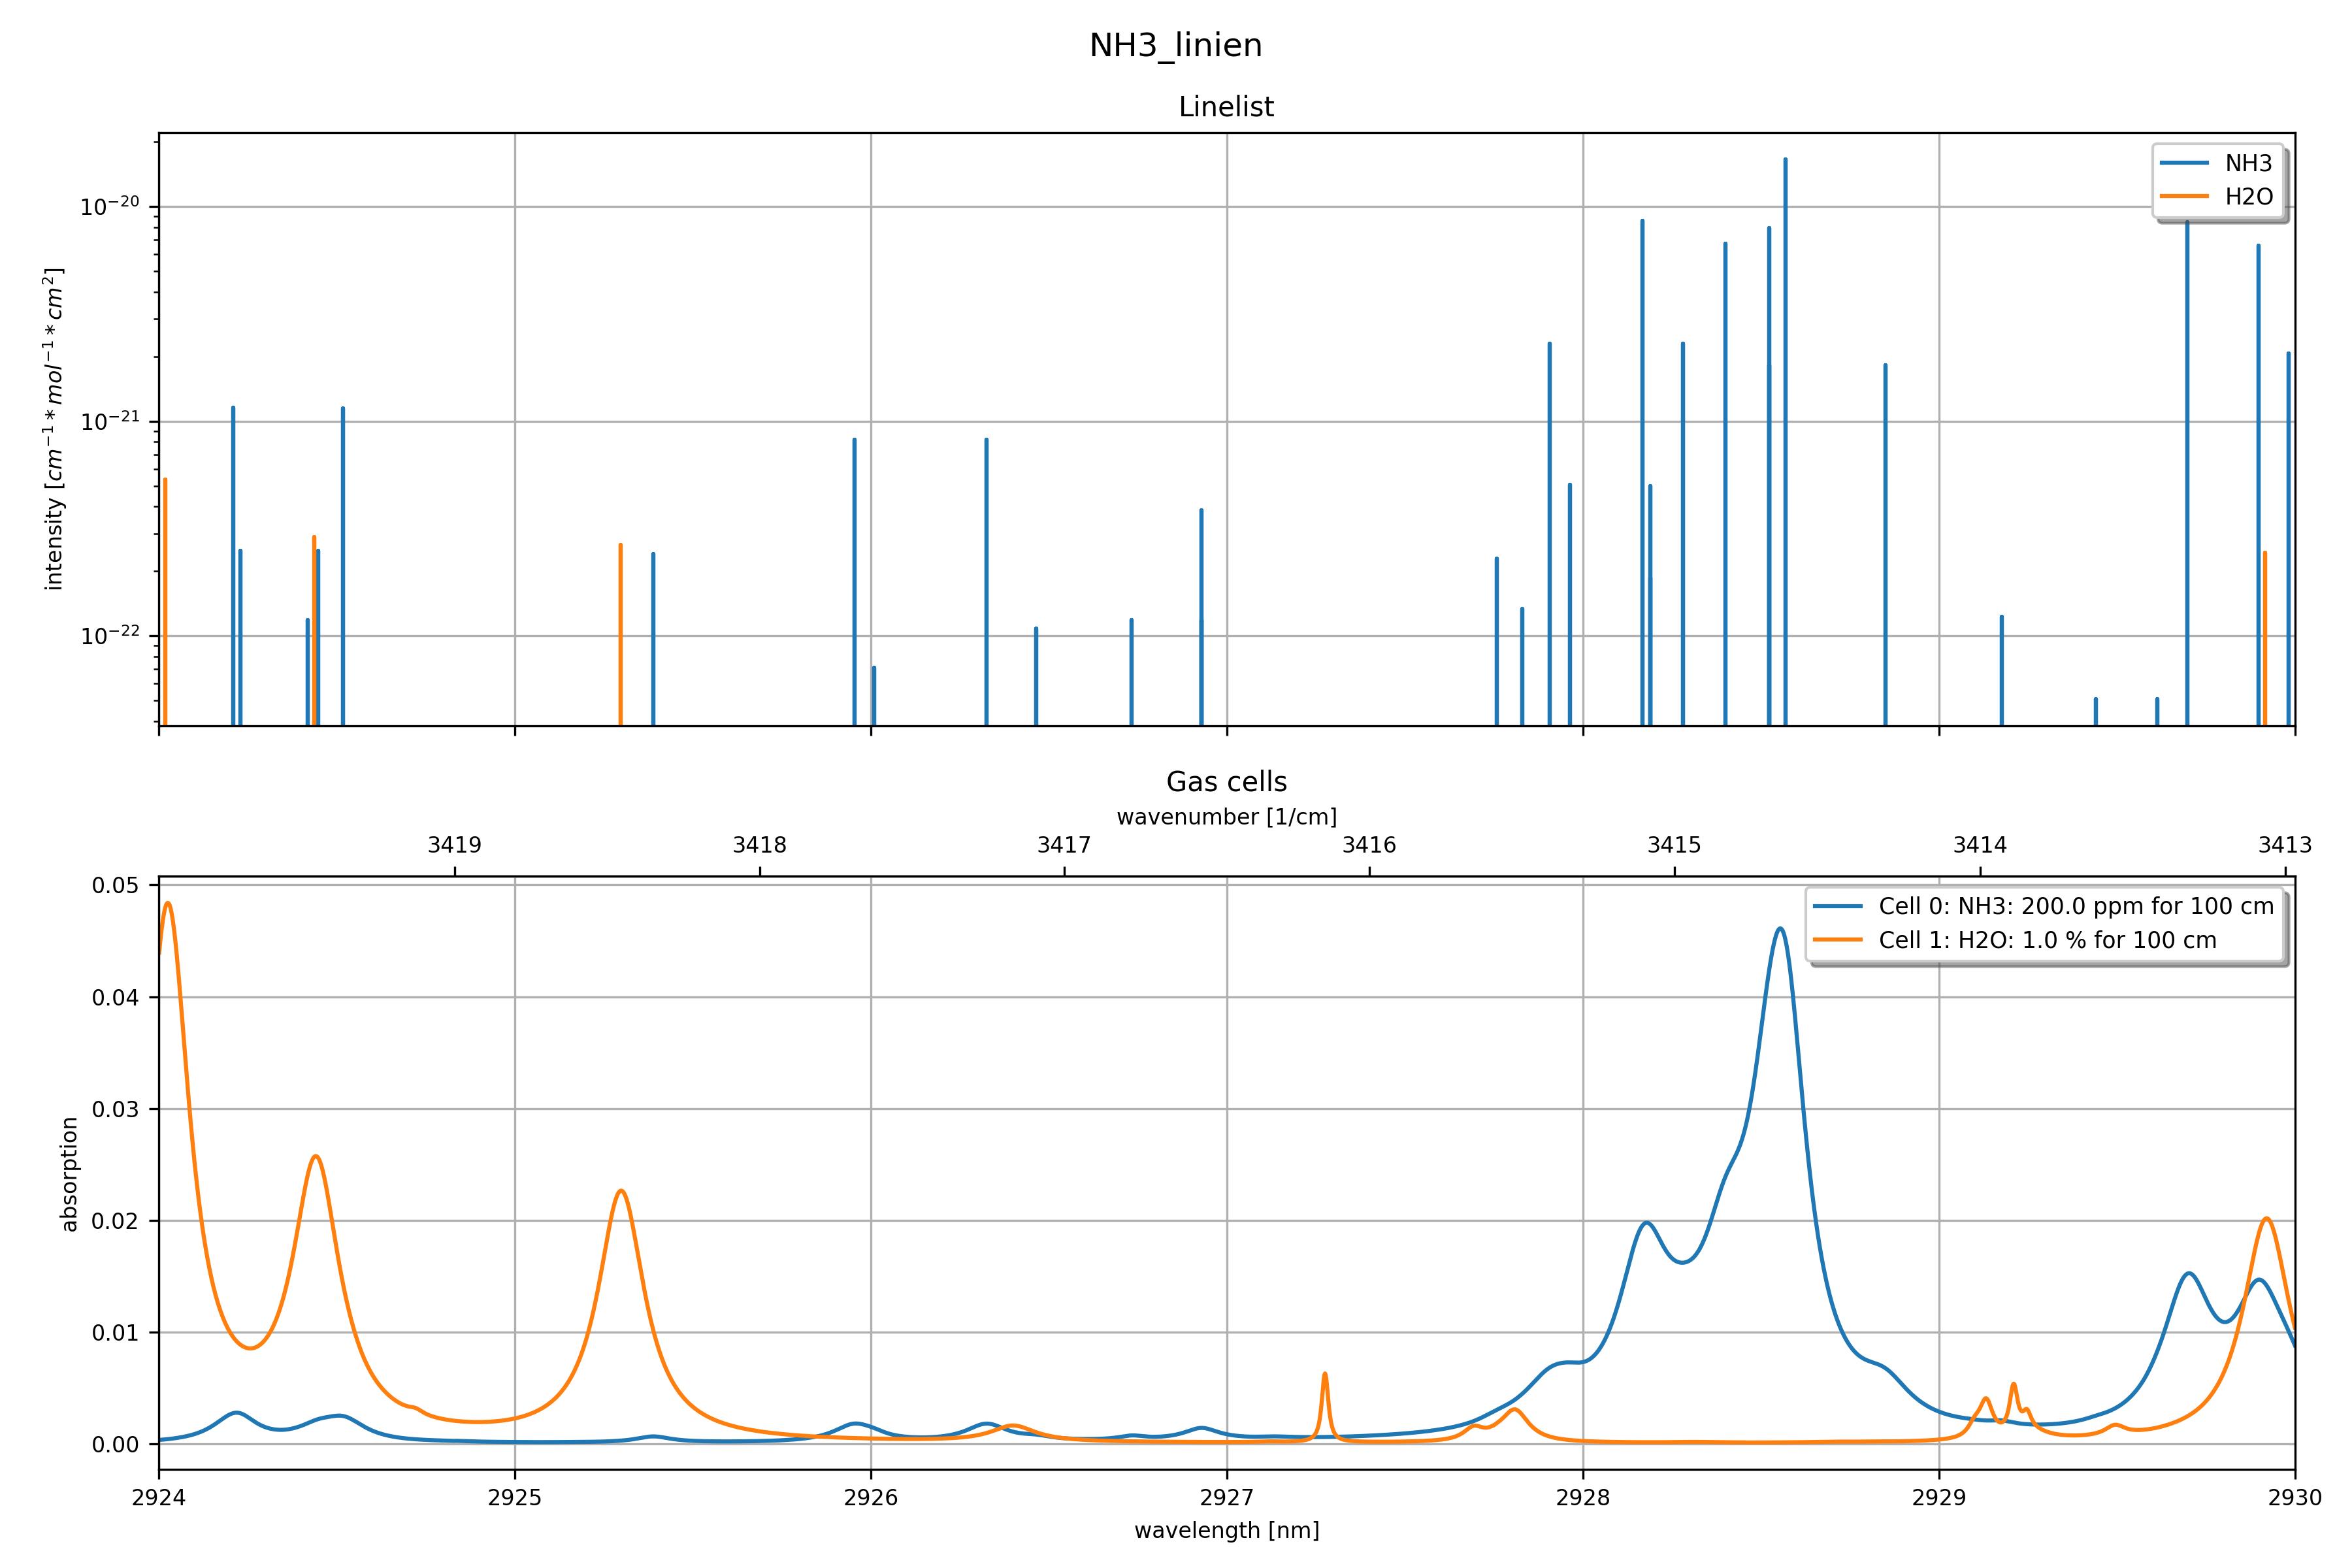 NH3_linien
Linelist
NH3
H2O
10⁻²⁰
10⁻²¹
10⁻²²
intensity [cm⁻¹ * mol⁻¹ * cm²]
Gas cells
wavenumber [1/cm]
3419 3418 3417 3416 3415 3414 3413
Cell 0: NH3: 200.0 ppm for 100 cm
Cell 1: H2O: 1.0 % for 100 cm
0.05
0.04
0.03
0.02
0.01
0.00
absorption
2924 2925 2926 2927 2928 2929 2930
wavelength [nm]